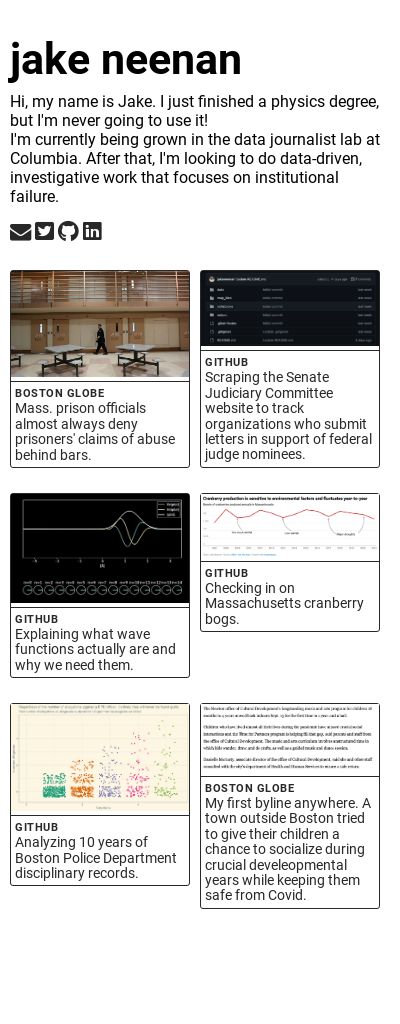 jake neenan
Hi, my name is Jake. I just finished a physics degree,
but I'm never going to use it!
I'm currently being grown in the data journalist lab at
Columbia. After that, I'm looking to do data-driven,
investigative work that focuses on institutional
failure.
BOSTON GLOBE
Mass. prison officials
almost always deny
prisoners' claims of abuse
behind bars.
GITHUB
Scraping the Senate
Judiciary Committee
website to track
organizations who submit
letters in support of federal
judge nominees.
GITHUB
Explaining what wave
functions actually are and
why we need them.
Cranberry production is sensitive to environmental factors and fluctuates year-to-year
GITHUB
Checking in on
Massachusetts cranberry
bogs.
GITHUB
Analyzing 10 years of
Boston Police Department
disciplinary records.
BOSTON GLOBE
My first byline anywhere. A
town outside Boston tried
to give their children a
chance to socialize during
crucial develeopmental
years while keeping them
safe from Covid.